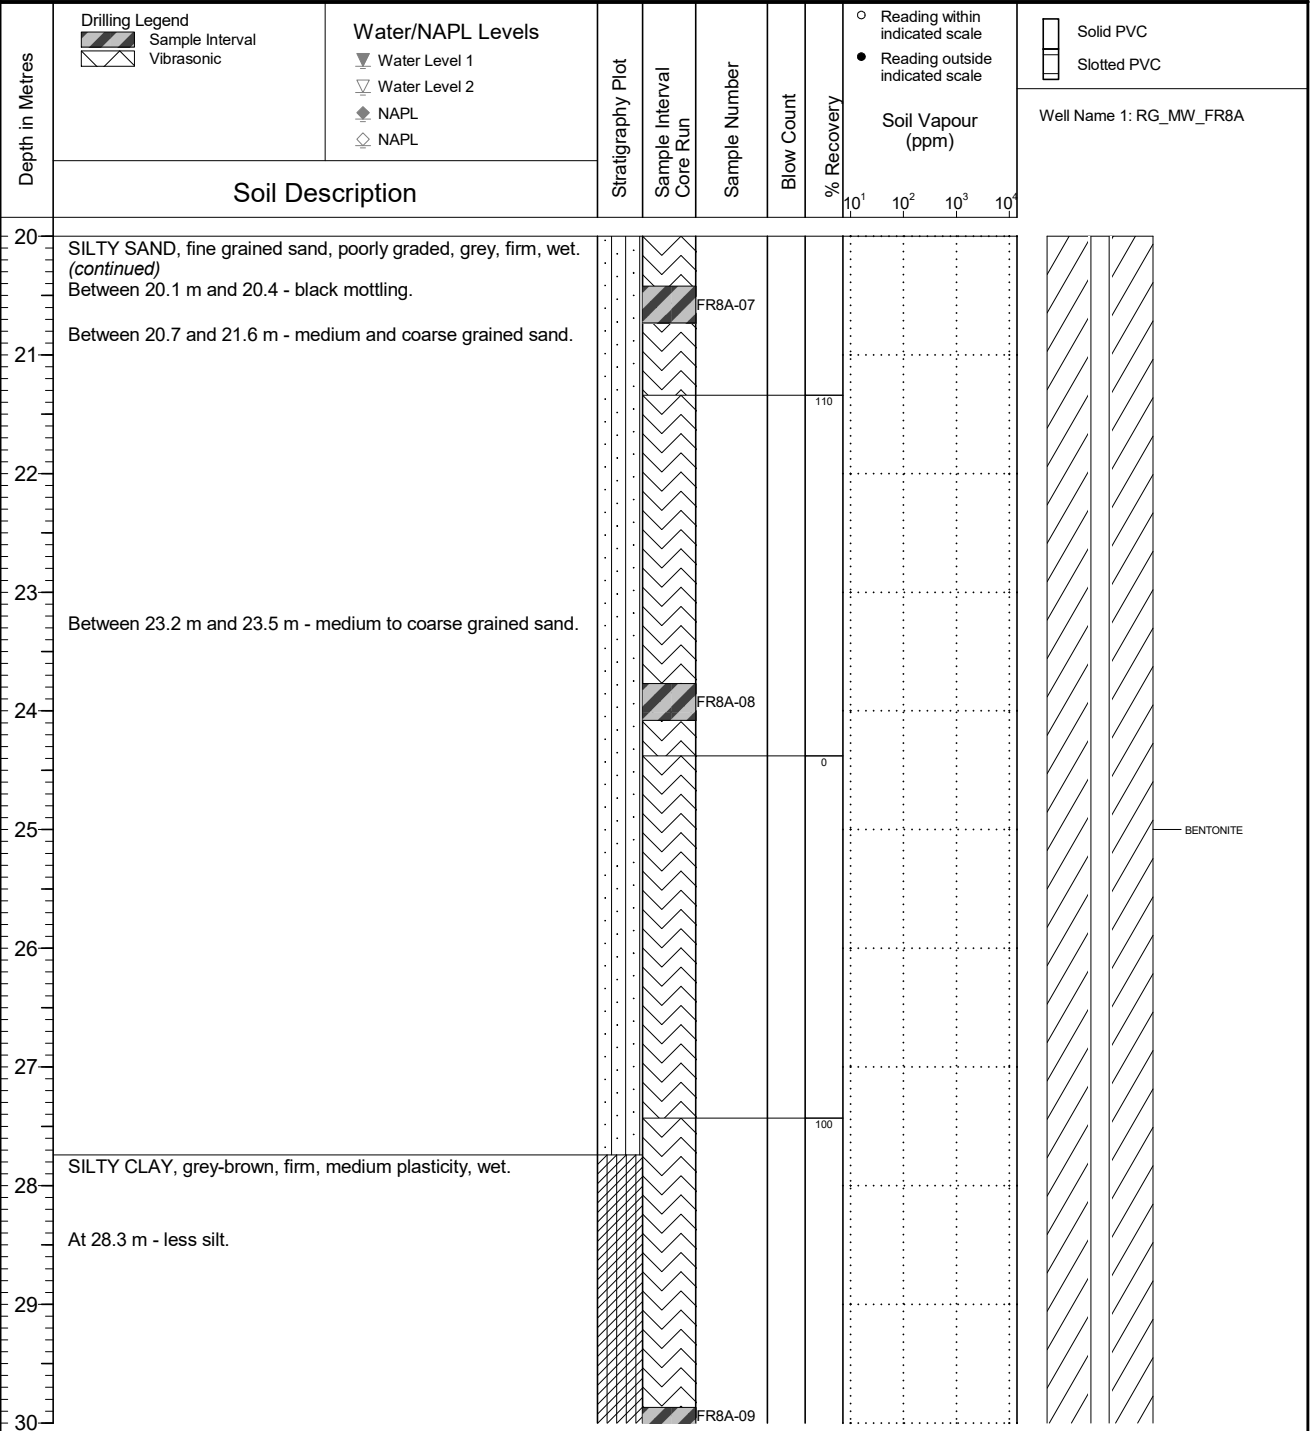 Depth in Metres
Drilling Legend
Sample Interval
Vibrasonic
Water/NAPL Levels
Water Level 1
Water Level 2
NAPL
NAPL
Soil Description
Stratigraphy Plot
Sample Interval
Core Run
Sample Number
Blow Count
% Recovery
Reading within
indicated scale
Reading outside
indicated scale
Soil Vapour
(ppm)
10¹ 10² 10³ 10⁴
Solid PVC
Slotted PVC
Well Name 1: RG_MW_FR8A
20
SILTY SAND, fine grained sand, poorly graded, grey, firm, wet.
(continued)
Between 20.1 m and 20.4 - black mottling.
FR8A-07
Between 20.7 and 21.6 m - medium and coarse grained sand.
21
110
22
23
Between 23.2 m and 23.5 m - medium to coarse grained sand.
FR8A-08
24
0
25
BENTONITE
26
27
100
SILTY CLAY, grey-brown, firm, medium plasticity, wet.
28
At 28.3 m - less silt.
29
FR8A-09
30